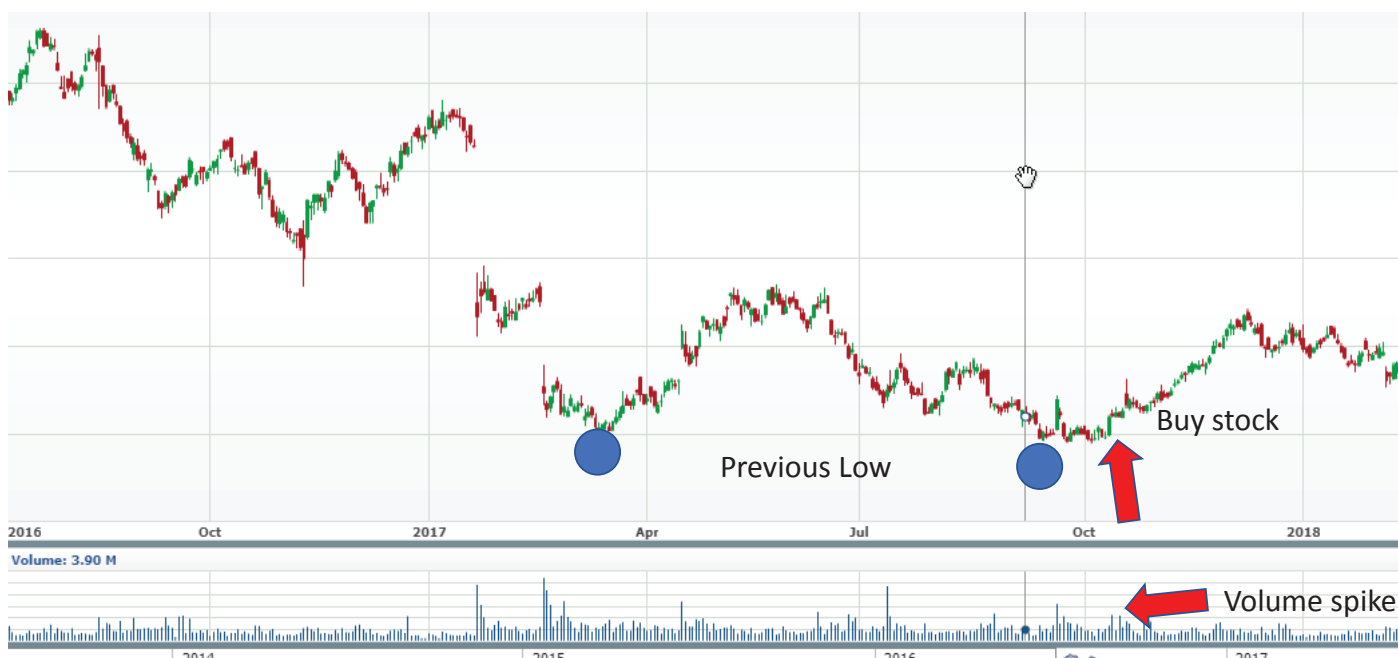 Buy stock
Previous Low
2016 Oct 2017 Apr Jul Oct 2018
Volume: 3.90 M
Volume spike
2014 2015 2016 2017